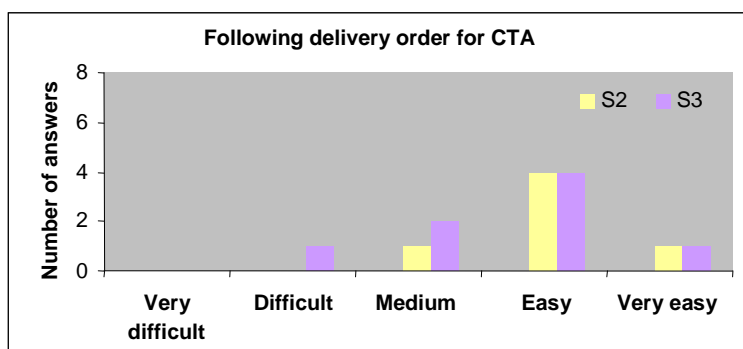 Following delivery order for CTA
Number of answers
8
6
4
2
0
S2 S3
Very difficult
Difficult
Medium
Easy
Very easy